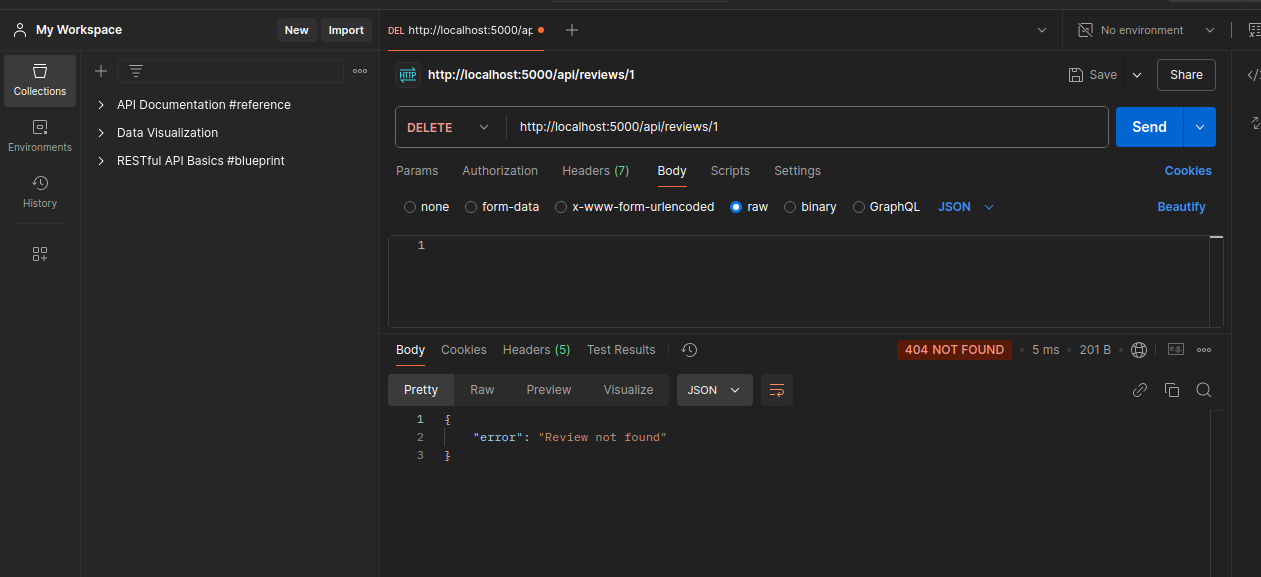 My Workspace
New
Import
Collections
Environments
History
API Documentation #reference
Data Visualization
RESTful API Basics #blueprint
DEL http://localhost:5000/ap
No environment
HTTP http://localhost:5000/api/reviews/1
Save
Share
DELETE
http://localhost:5000/api/reviews/1
Send
Params Authorization Headers (7) Body Scripts Settings
Cookies
none form-data x-www-form-urlencoded raw binary GraphQL JSON
Beautify
1
Body Cookies Headers (5) Test Results
404 NOT FOUND • 5 ms • 201 B •
e.g.
Pretty Raw Preview Visualize JSON
1 {
2 "error": "Review not found"
3 }